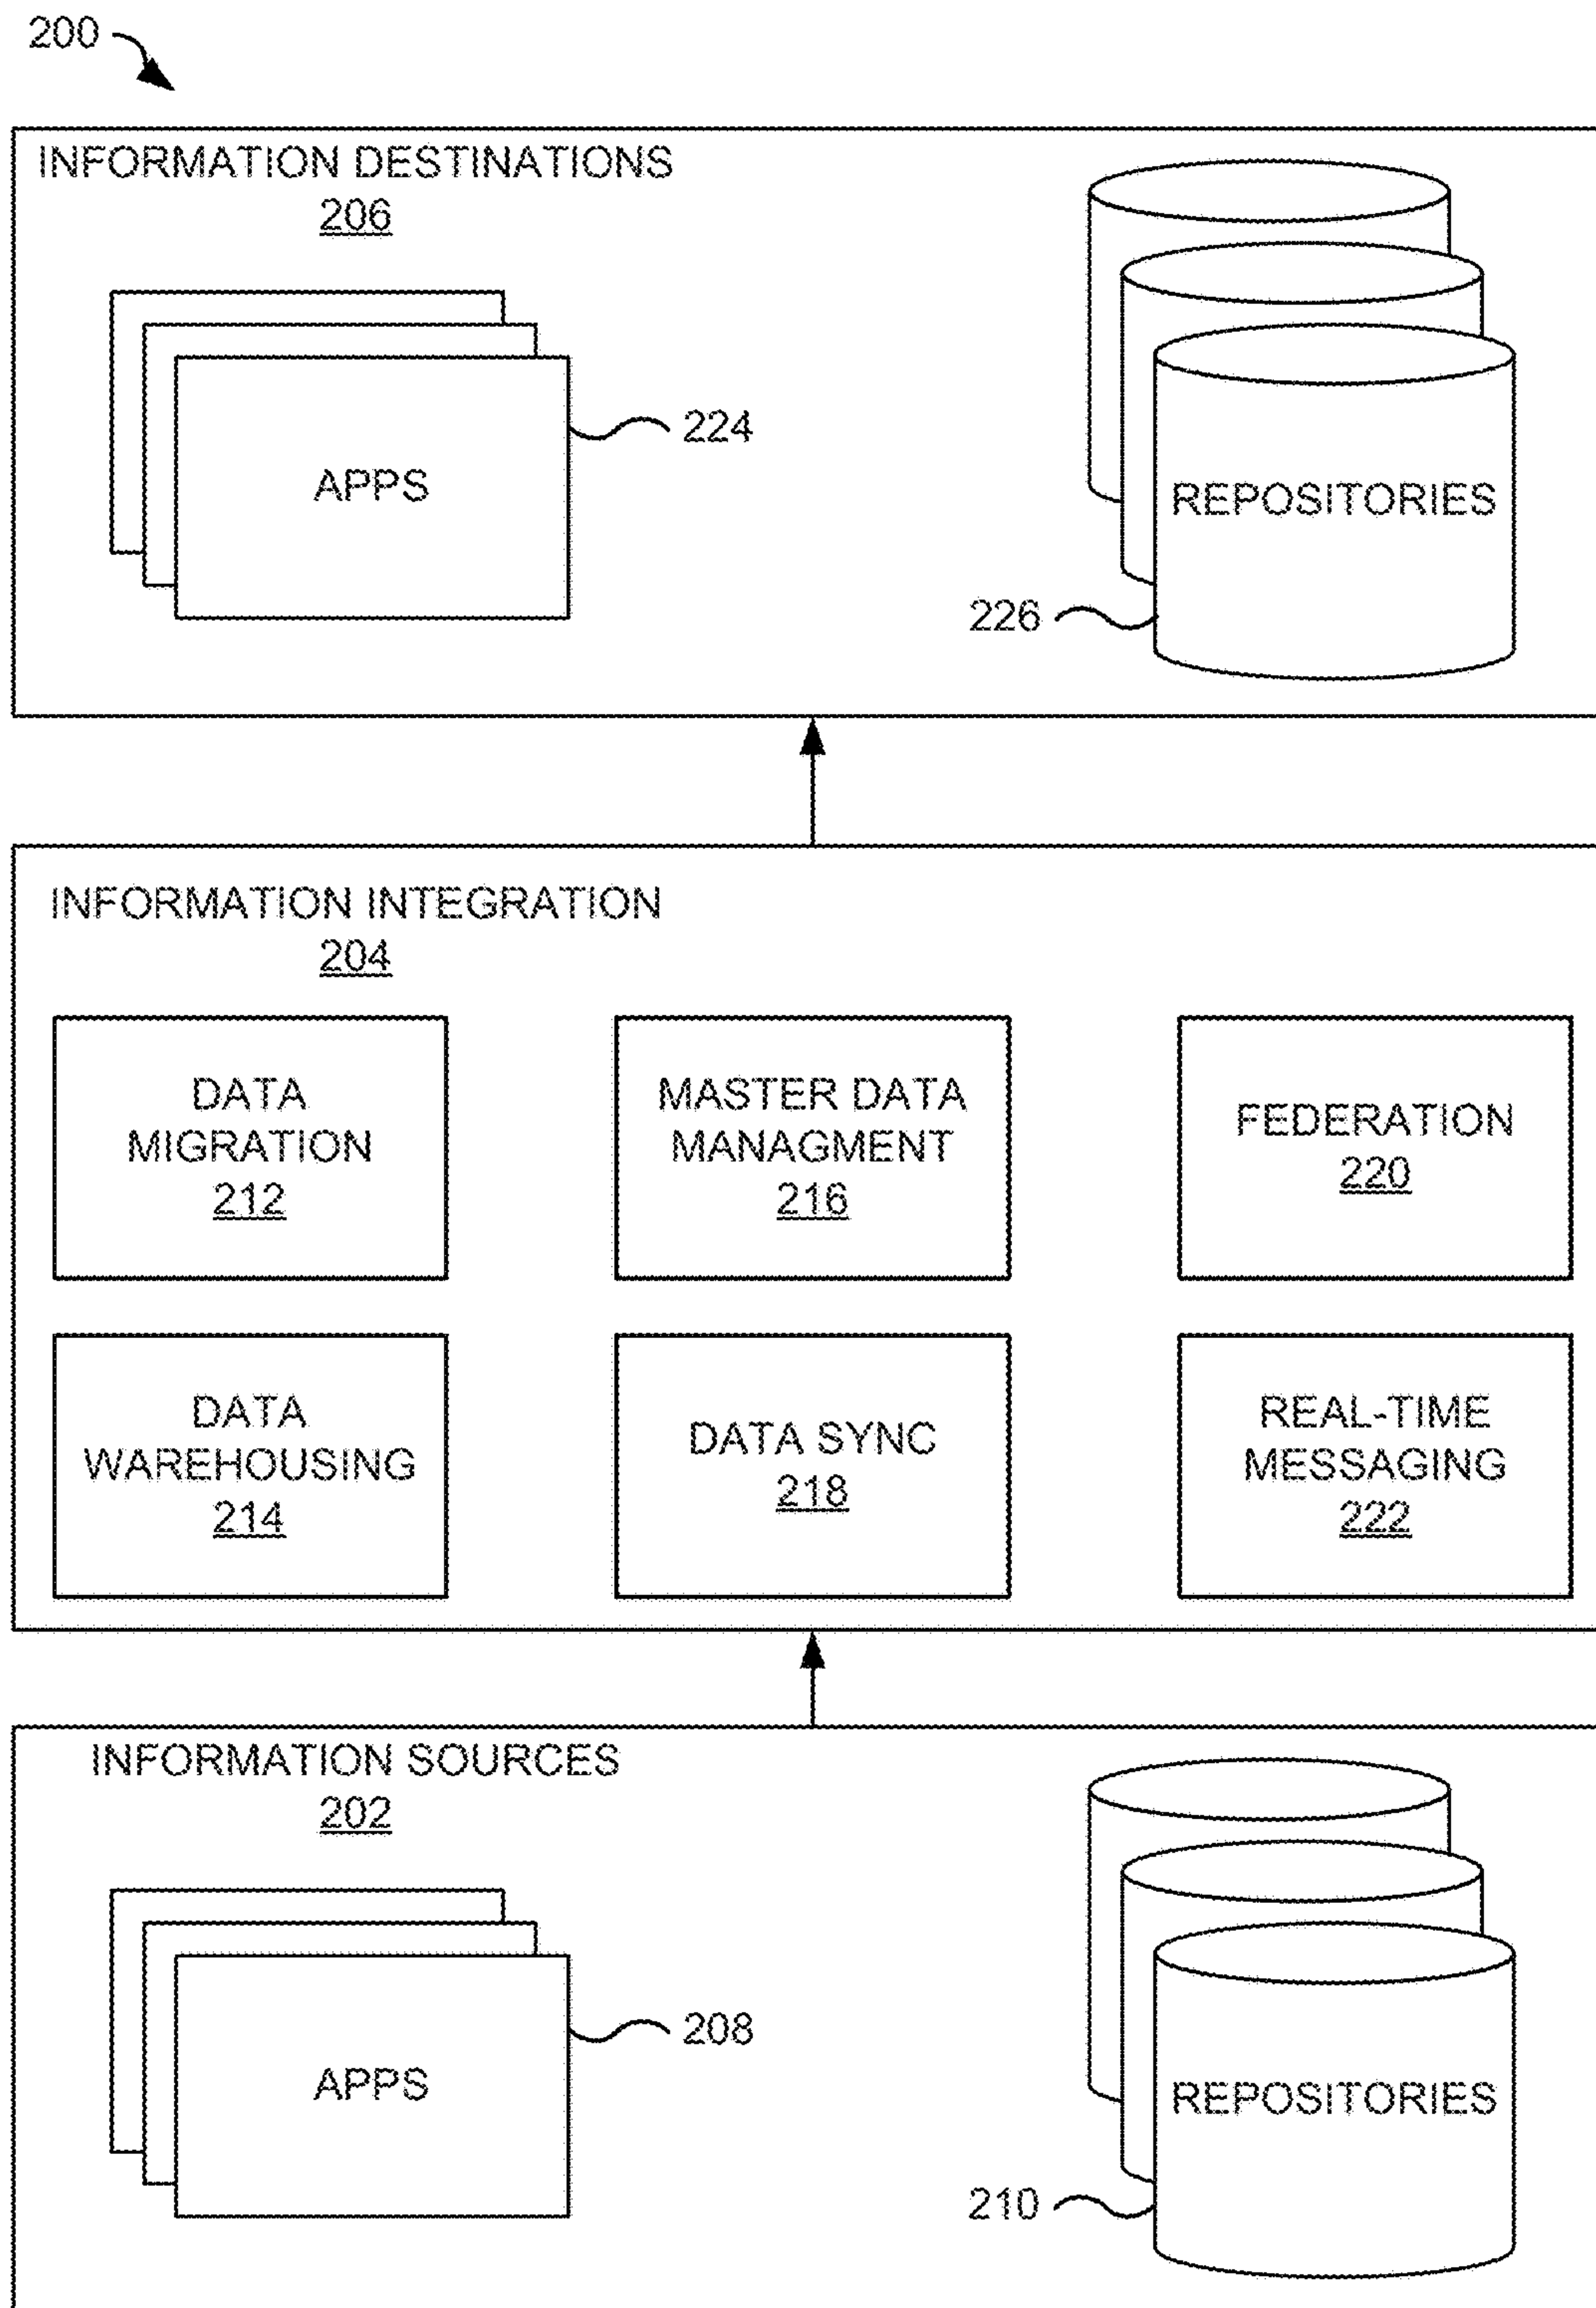 200
INFORMATION DESTINATIONS
206
APPS
224
REPOSITORIES
226
INFORMATION INTEGRATION
204
DATA
MIGRATION
212
MASTER DATA
MANAGMENT
216
FEDERATION
220
DATA
WAREHOUSING
214
DATA SYNC
218
REAL-TIME
MESSAGING
222
INFORMATION SOURCES
202
APPS
208
REPOSITORIES
210